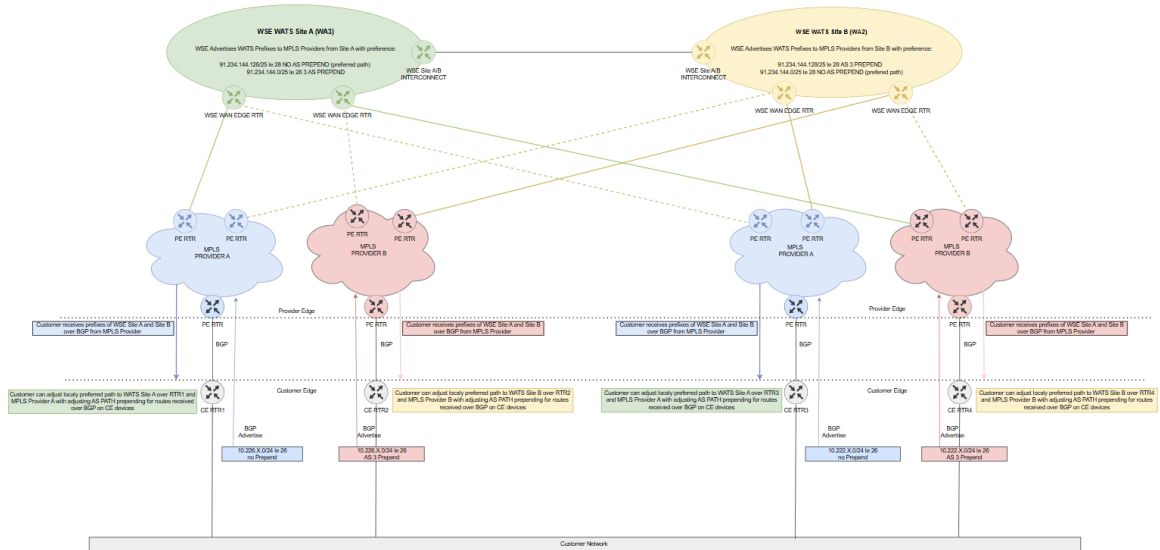 WSE WATS Site A (WA3)
WSE Advertises WATS Prefixes to MPLS Providers from Site A with preference:
91.234.144.128/25 le 28 NO AS PREPEND (preferred path)
91.234.144.0/25 le 28 3 AS PREPEND
WSE WATS Site B (WA2)
WSE Advertises WATS Prefixes to MPLS Providers from Site B with preference:
91.234.144.128/25 le 28 AS 3 PREPEND
91.234.144.0/25 le 28 NO AS PREPEND (prefered path)
WSE Site A/B
INTERCONNECT
WSE Site A/B
INTERCONNECT
WSE WAN EDGE RTR
WSE WAN EDGE RTR
WSE WAN EDGE RTR
WSE WAN EDGE RTR
PE RTR
PE RTR
MPLS
PROVIDER A
PE RTR
PE RTR
MPLS
PROVIDER B
PE RTR
PE RTR
MPLS
PROVIDER A
PE RTR
PE RTR
MPLS
PROVIDER B
Provider Edge
Provider Edge
Customer receives prefixes of WSE Site A and Site B
over BGP from MPLS Provider
PE RTR
PE RTR
Customer receives prefixes of WSE Site A and Site B
over BGP from MPLS Provider
Customer receives prefixes of WSE Site A and Site B
over BGP from MPLS Provider
PE RTR
PE RTR
Customer receives prefixes of WSE Site A and Site B
over BGP from MPLS Provider
BGP
BGP
BGP
BGP
Customer Edge
Customer Edge
Customer can adjust localy preferred path to WATS Site A over RTR1 and
MPLS Provider A with adjusting AS PATH prepending for routes received
over BGP on CE devices
CE RTR1
CE RTR2
Customer can adjust localy preferred path to WATS Site B over RTR2
and MPLS Provider B with adjusting AS PATH prepending for routes
received over BGP on CE devices
Customer can adjust localy preferred path to WATS Site A over RTR3
and MPLS Provider A with adjusting AS PATH prepending for routes
received over BGP on CE devices
CE RTR3
CE RTR4
Customer can adjust localy preferred path to WATS Site B over RTR4
and MPLS Provider B with adjusting AS PATH prepending for routes
received over BGP on CE devices
BGP
Advertise
BGP
Advertise
BGP
Advertise
BGP
Advertise
10.226.X.0/24 le 26
no Prepend
10.226.X.0/24 le 26
AS 3 Prepend
10.222.X.0/24 le 26
no Prepend
10.222.X.0/24 le 26
AS 3 Prepend
Customer Network